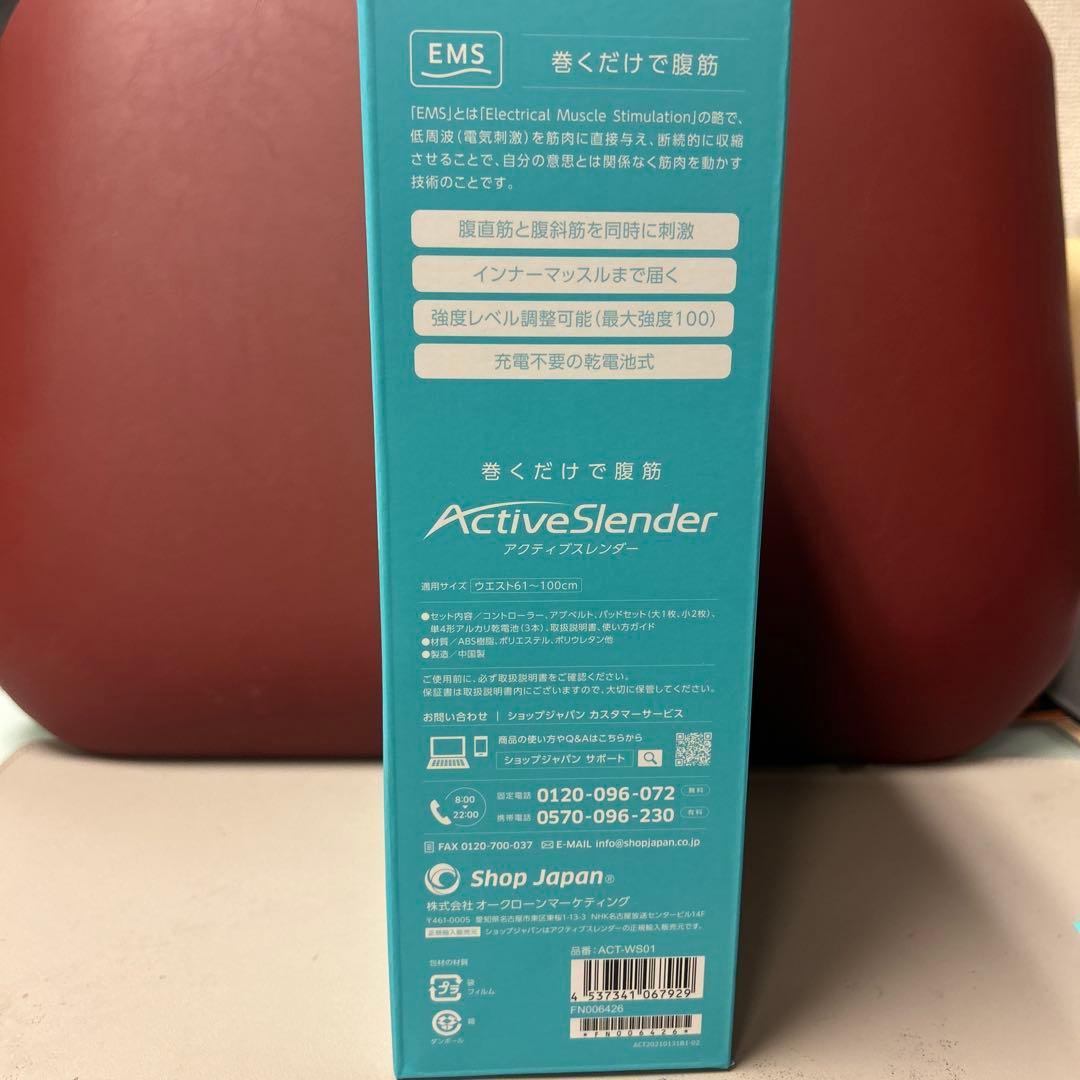 EMS
巻くだけで腹筋
「EMS」とは「Electrical Muscle Stimulation」の略で、
低周波(電気刺激)を筋肉に直接与え、断続的に収縮
させることで、自分の意思とは関係なく筋肉を動かす
技術のことです。
腹直筋と腹斜筋を同時に刺激
インナーマッスルまで届く
強度レベル調整可能(最大強度100)
充電不要の乾電池式
巻くだけで腹筋
ActiveSlender
アクティブスレンダー
適用サイズ ウエスト61〜100cm
●セット内容/コントローラー、アブベルト、パッドセット(大1枚、小2枚)、
単4形アルカリ乾電池(3本)、取扱説明書、使い方ガイド
●材質/ABS樹脂、ポリエステル、ポリウレタン他
●製造/中国製
ご使用前に、必ず取扱説明書をご確認ください。
保証書は取扱説明書内にございますので、大切に保管してください。
お問い合わせ | ショップジャパン カスタマーサービス
商品の使い方やQ&Aはこちらから
ショップジャパン サポート
8:00
22:00
固定電話 0120-096-072 無料
携帯電話 0570-096-230 有料
FAX 0120-700-037 E-MAIL info@shopjapan.co.jp
Shop Japan®
株式会社オークローンマーケティング
〒461-0005 愛知県名古屋市東区東桜1-13-3 NHK名古屋放送センタービル14F
正規輸入販売元 ショップジャパンはアクティブスレンダーの正規輸入販売元です。
品番:ACT-WS01
包材の材質
プラ
袋
フィルム
箱
ダンボール
4 537341 067929
FN006426
*FN006426*
ACT20210131B1-02